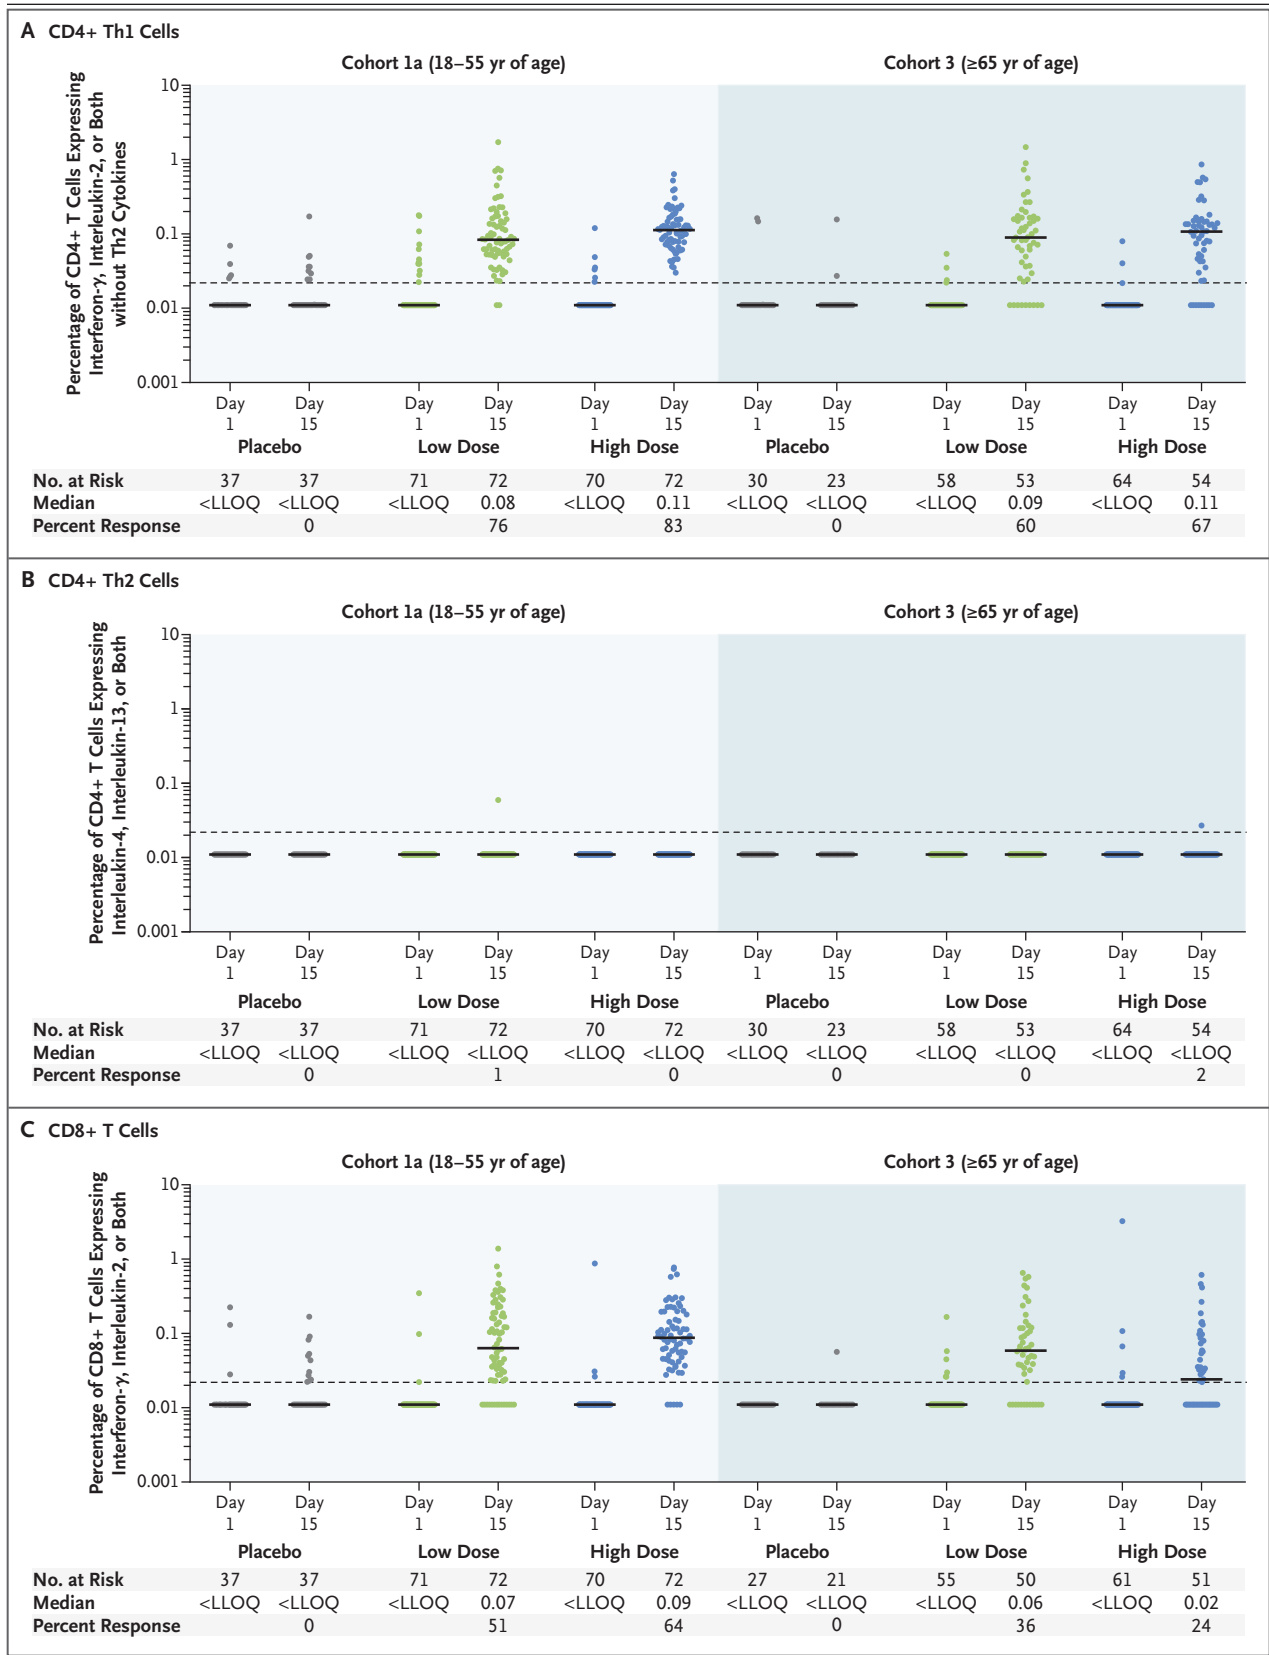 A CD4+ Th1 Cells
Cohort 1a (18–55 yr of age) Cohort 3 (≥65 yr of age)
Percentage of CD4+ T Cells Expressing
Interferon-γ, Interleukin-2, or Both
without Th2 Cytokines
10
1
0.1
0.01
0.001
Day Day Day Day Day Day Day Day Day Day Day Day
1 15 1 15 1 15 1 15 1 15 1 15
Placebo Low Dose High Dose Placebo Low Dose High Dose
No. at Risk 37 37 71 72 70 72 30 23 58 53 64 54
Median <LLOQ <LLOQ <LLOQ 0.08 <LLOQ 0.11 <LLOQ <LLOQ <LLOQ 0.09 <LLOQ 0.11
Percent Response 0 76 83 0 60 67
B CD4+ Th2 Cells
Cohort 1a (18–55 yr of age) Cohort 3 (≥65 yr of age)
Percentage of CD4+ T Cells Expressing
Interleukin-4, Interleukin-13, or Both
10
1
0.1
0.01
0.001
Day Day Day Day Day Day Day Day Day Day Day Day
1 15 1 15 1 15 1 15 1 15 1 15
Placebo Low Dose High Dose Placebo Low Dose High Dose
No. at Risk 37 37 71 72 70 72 30 23 58 53 64 54
Median <LLOQ <LLOQ <LLOQ <LLOQ <LLOQ <LLOQ <LLOQ <LLOQ <LLOQ <LLOQ <LLOQ <LLOQ
Percent Response 0 1 0 0 0 2
C CD8+ T Cells
Cohort 1a (18–55 yr of age) Cohort 3 (≥65 yr of age)
Percentage of CD8+ T Cells Expressing
Interferon-γ, Interleukin-2, or Both
10
1
0.1
0.01
0.001
Day Day Day Day Day Day Day Day Day Day Day Day
1 15 1 15 1 15 1 15 1 15 1 15
Placebo Low Dose High Dose Placebo Low Dose High Dose
No. at Risk 37 37 71 72 70 72 27 21 55 50 61 51
Median <LLOQ <LLOQ <LLOQ 0.07 <LLOQ 0.09 <LLOQ <LLOQ <LLOQ 0.06 <LLOQ 0.02
Percent Response 0 51 64 0 36 24